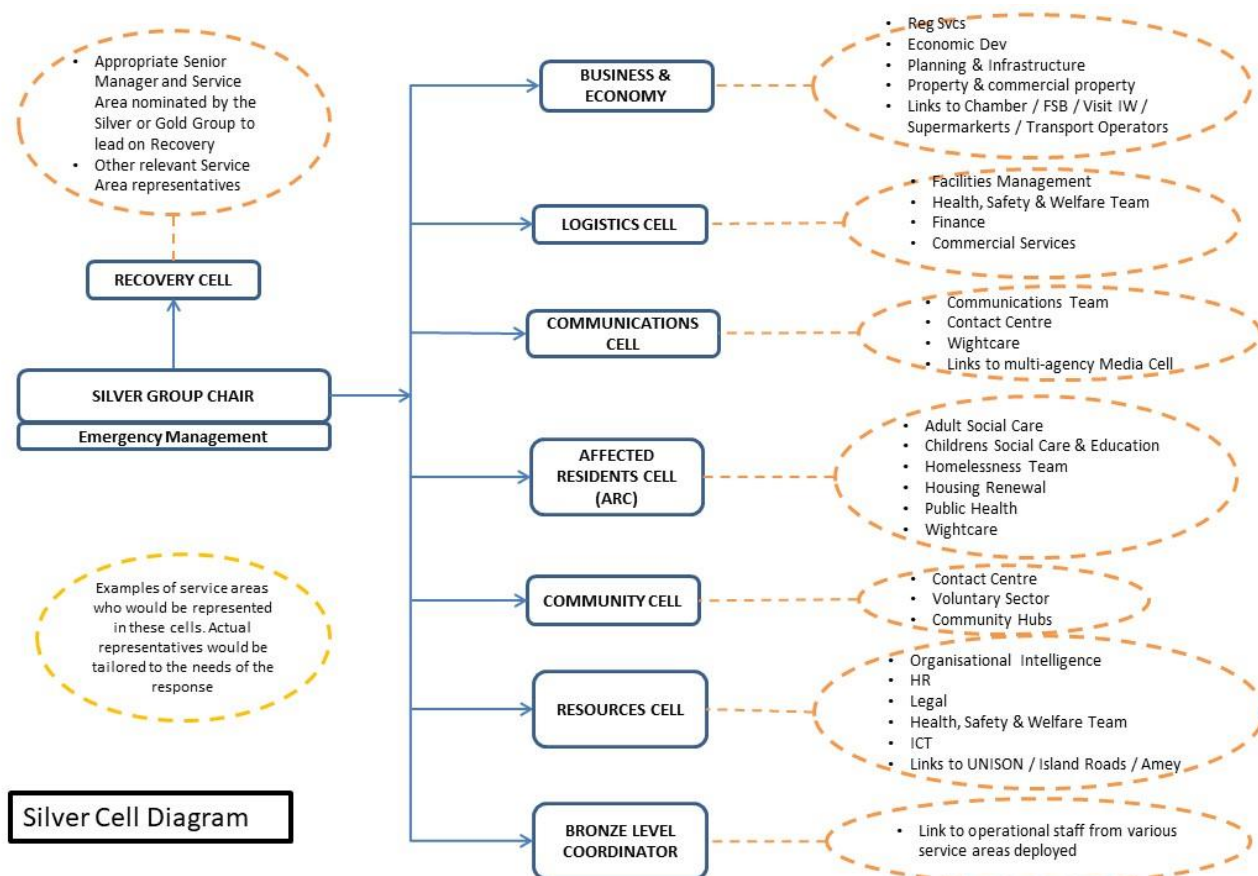 • Appropriate Senior
Manager and Service
Area nominated by the
Silver or Gold Group to
lead on Recovery
• Other relevant Service
Area representatives
RECOVERY CELL
SILVER GROUP CHAIR
Emergency Management
Examples of service areas
who would be represented
in these cells. Actual
representatives would be
tailored to the needs of the
response
Silver Cell Diagram
BUSINESS &
ECONOMY
• Reg Svcs
• Economic Dev
• Planning & Infrastructure
• Property & commercial property
• Links to Chamber / FSB / Visit IW /
Supermarkerts / Transport Operators
LOGISTICS CELL
• Facilities Management
• Health, Safety & Welfare Team
• Finance
• Commercial Services
COMMUNICATIONS
CELL
• Communications Team
• Contact Centre
• Wightcare
• Links to multi-agency Media Cell
AFFECTED
RESIDENTS CELL
(ARC)
• Adult Social Care
• Childrens Social Care & Education
• Homelessness Team
• Housing Renewal
• Public Health
• Wightcare
COMMUNITY CELL
• Contact Centre
• Voluntary Sector
• Community Hubs
RESOURCES CELL
• Organisational Intelligence
• HR
• Legal
• Health, Safety & Welfare Team
• ICT
• Links to UNISON / Island Roads / Amey
BRONZE LEVEL
COORDINATOR
• Link to operational staff from various
service areas deployed